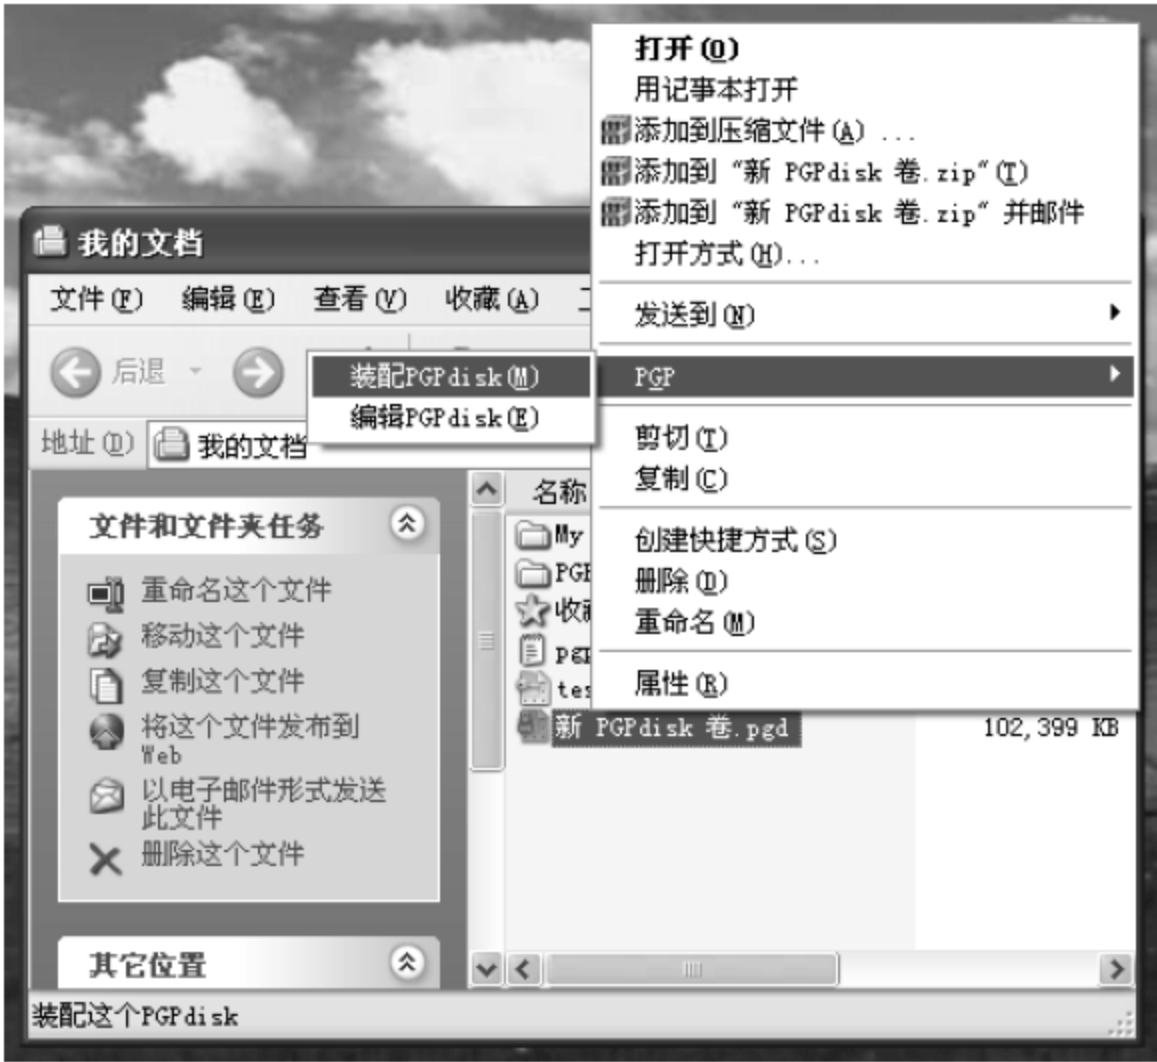 打开(O)
用记事本打开
添加到压缩文件(A) ...
添加到 "新 PGPdisk 卷.zip"(T)
添加到 "新 PGPdisk 卷.zip" 并邮件
打开方式(H)...
发送到(N)
PGP
剪切(T)
复制(C)
创建快捷方式(S)
删除(D)
重命名(M)
属性(R)
装配PGPdisk(M)
编辑PGPdisk(E)
我的文档
文件(F) 编辑(E) 查看(V) 收藏(A)
后退
地址(D) 我的文档
文件和文件夹任务
重命名这个文件
移动这个文件
复制这个文件
将这个文件发布到
Web
以电子邮件形式发送
此文件
删除这个文件
其它位置
名称
My
新 PGPdisk 卷.pgd 102,399 KB
装配这个PGPdisk